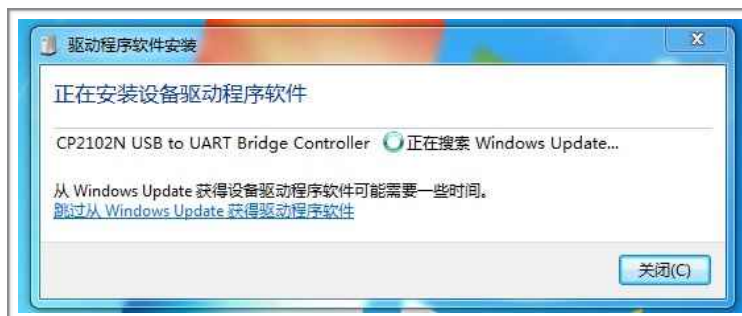 驱动程序软件安装
正在安装设备驱动程序软件
CP2102N USB to UART Bridge Controller 正在搜索 Windows Update...
从 Windows Update 获得设备驱动程序软件可能需要一些时间。
跳过从 Windows Update 获得驱动程序软件
关闭(C)